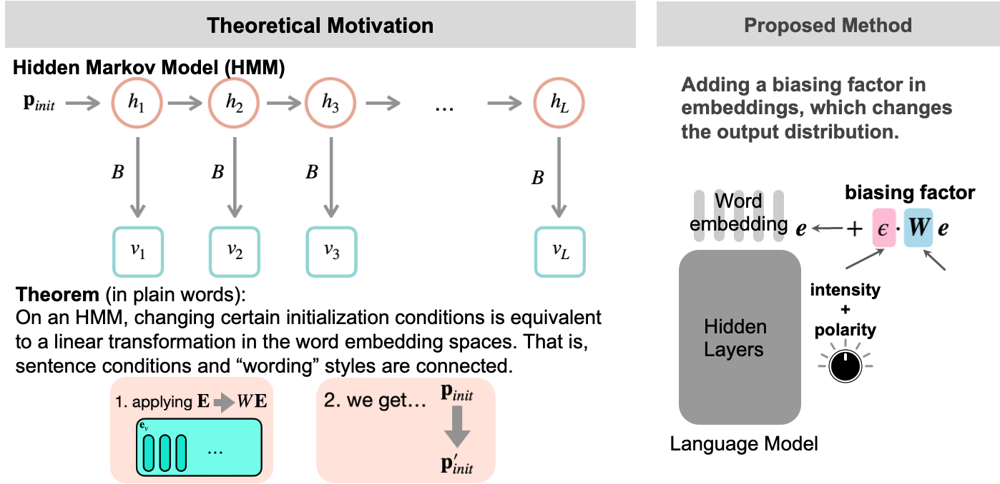 Theoretical Motivation
Hidden Markov Model (HMM)
p_init h_1 h_2 h_3 ... h_L
B B B B
v_1 v_2 v_3 v_L
Theorem (in plain words):
On an HMM, changing certain initialization conditions is equivalent
to a linear transformation in the word embedding spaces. That is,
sentence conditions and “wording” styles are connected.
1. applying E WE
e_v
...
2. we get... p_init
p'_init
Proposed Method
Adding a biasing factor in
embeddings, which changes
the output distribution.
biasing factor
Word
embedding e + ϵ · W e
intensity
+
polarity
Hidden
Layers
Language Model